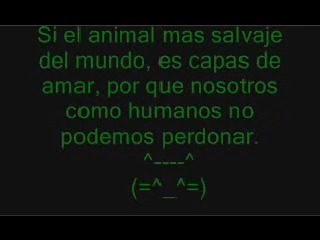 Si el animal mas salvaje
del mundo, es capas de
amar, por que nosotros
como humanos no
podemos perdonar.
^----^
(=^_^=)